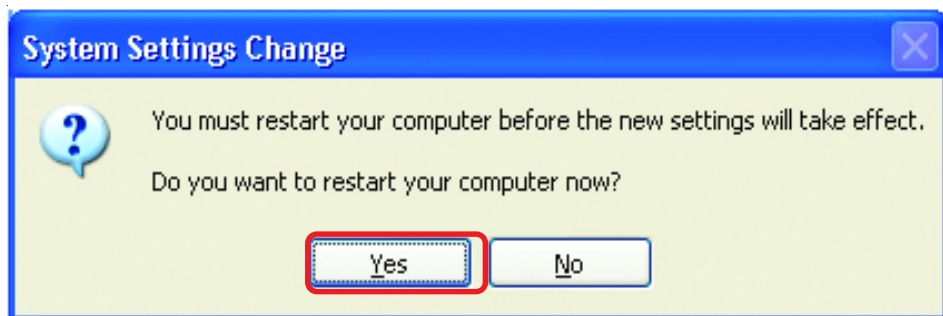 System Settings Change
You must restart your computer before the new settings will take effect.
Do you want to restart your computer now?
Yes No